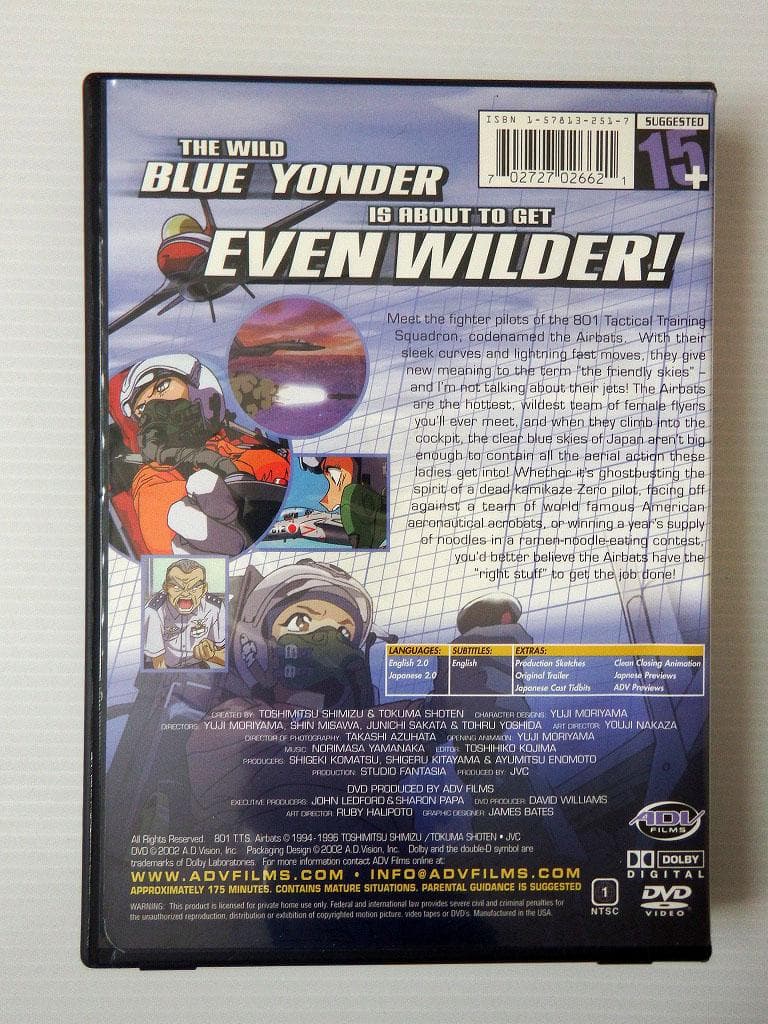 ISBN 1-57813-251-7
SUGGESTED
15+
7 02727 02662 1
THE WILD
BLUE YONDER
IS ABOUT TO GET
EVEN WILDER!
Meet the fighter pilots of the 801 Tactical Training
Squadron, codenamed the Airbats. With their
sleek curves and lightning fast moves, they give
new meaning to the term "the friendly skies" –
and I'm not talking about their jets! The Airbats
are the hottest, wildest team of female flyers
you'll ever meet, and when they climb into the
cockpit, the clear blue skies of Japan aren't big
enough to contain all the aerial action these
ladies get into! Whether it's ghostbusting the
spirit of a dead kamikaze Zero pilot, facing off
against a team of world famous American
aeronautical acrobats, or winning a year's supply
of noodles in a ramen-noodle-eating contest,
you'd better believe the Airbats have the
"right stuff" to get the job done!
LANGUAGES: SUBTITLES: EXTRAS:
English 2.0 English Production Sketches Clean Closing Animation
Japanese 2.0 Original Trailer Japnese Previews
Japanese Cast Tidbits ADV Previews
CREATED BY: TOSHIMITSU SHIMIZU & TOKUMA SHOTEN CHARACTER DESIGNS: YUJI MORIYAMA
DIRECTORS: YUJI MORIYAMA, SHIN MISAWA, JUNICHI SAKATA & TOHRU YOSHIDA ART DIRECTOR: YOUJI NAKAZA
DIRECTOR OF PHOTOGRAPHY: TAKASHI AZUHATA OPENING ANIMAION: YUJI MORIYAMA
MUSIC: NORIMASA YAMANAKA EDITOR: TOSHIHIKO KOJIMA
PRODUCERS: SHIGEKI KOMATSU, SHIGERU KITAYAMA & AYUMITSU ENOMOTO
PRODUCTION: STUDIO FANTASIA PRODUCED BY: JVC
DVD PRODUCED BY ADV FILMS
EXECUTIVE PRODUCERS: JOHN LEDFORD & SHARON PAPA DVD PRODUCER: DAVID WILLIAMS
ART DIRECTOR: RUBY HALIPOTO GRAPHIC DESIGNER: JAMES BATES
ADV
FILMS
All Rights Reserved. 801 T.T.S. Airbats © 1994-1996 TOSHIMITSU SHIMIZU /TOKUMA SHOTEN • JVC
DVD © 2002 A.D.Vision, Inc. Packaging Design © 2002 A.D.Vision, Inc. Dolby and the double-D symbol are
trademarks of Dolby Laboratories. For more information contact ADV Films online at:
WWW.ADVFILMS.COM • INFO@ADVFILMS.COM
APPROXIMATELY 175 MINUTES. CONTAINS MATURE SITUATIONS. PARENTAL GUIDANCE IS SUGGESTED
WARNING: This product is licensed for private home use only. Federal and international law provides severe civil and criminal penalties for
the unauthorized reproduction, distribution or exhibition of copyrighted motion picture, video tapes or DVD's. Manufactured in the USA.
DOLBY
DIGITAL
1
NTSC
DVD
VIDEO